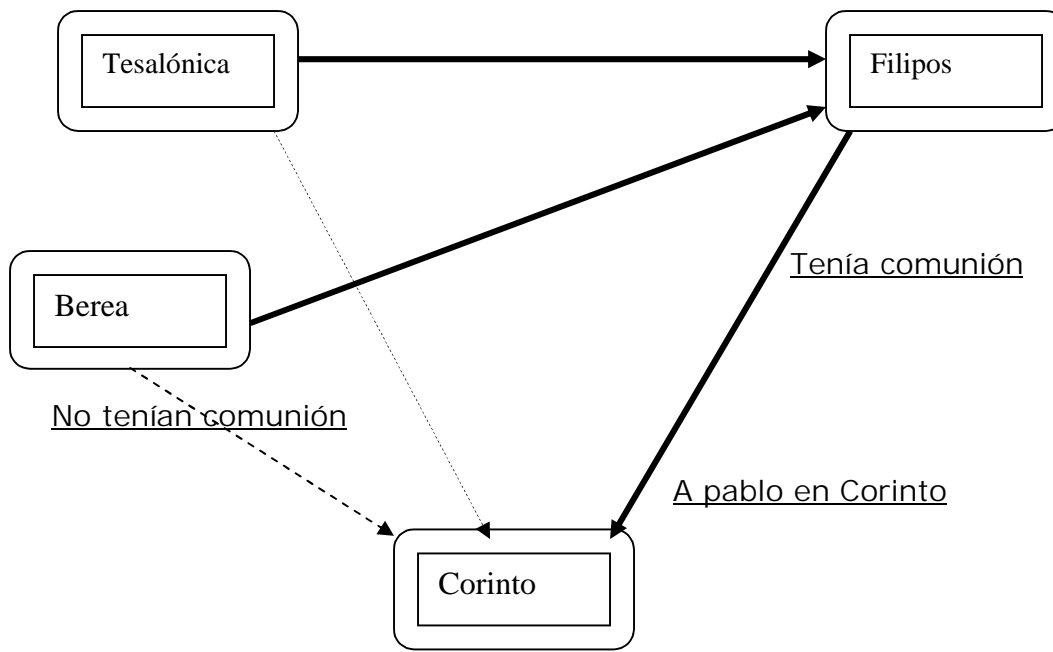 Tesalónica
Filipos
Tenía comunión
Berea
No tenían comunión
A pablo en Corinto
Corinto